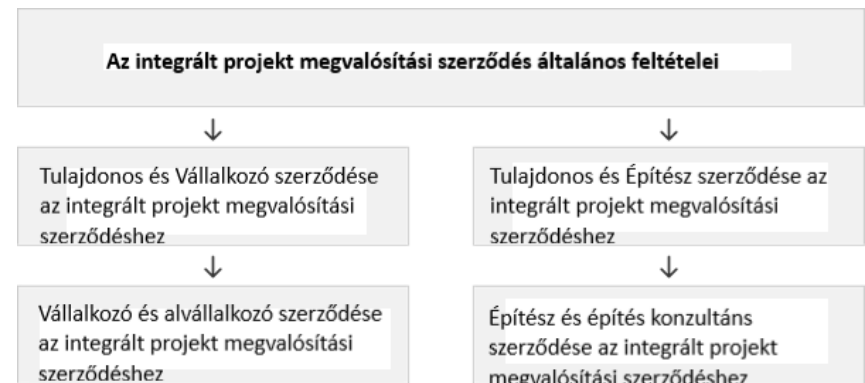 Az integrált projekt megvalósítási szerződés általános feltételei
Tulajdonos és Vállalkozó szerződése
az integrált projekt megvalósítási
szerződéshez
Tulajdonos és Építész szerződése az
integrált projekt megvalósítási
szerződéshez
Vállalkozó és alvállalkozó szerződése
az integrált projekt megvalósítási
szerződéshez
Építész és építés konzultáns
szerződése az integrált projekt
megvalósítási szerződéshez